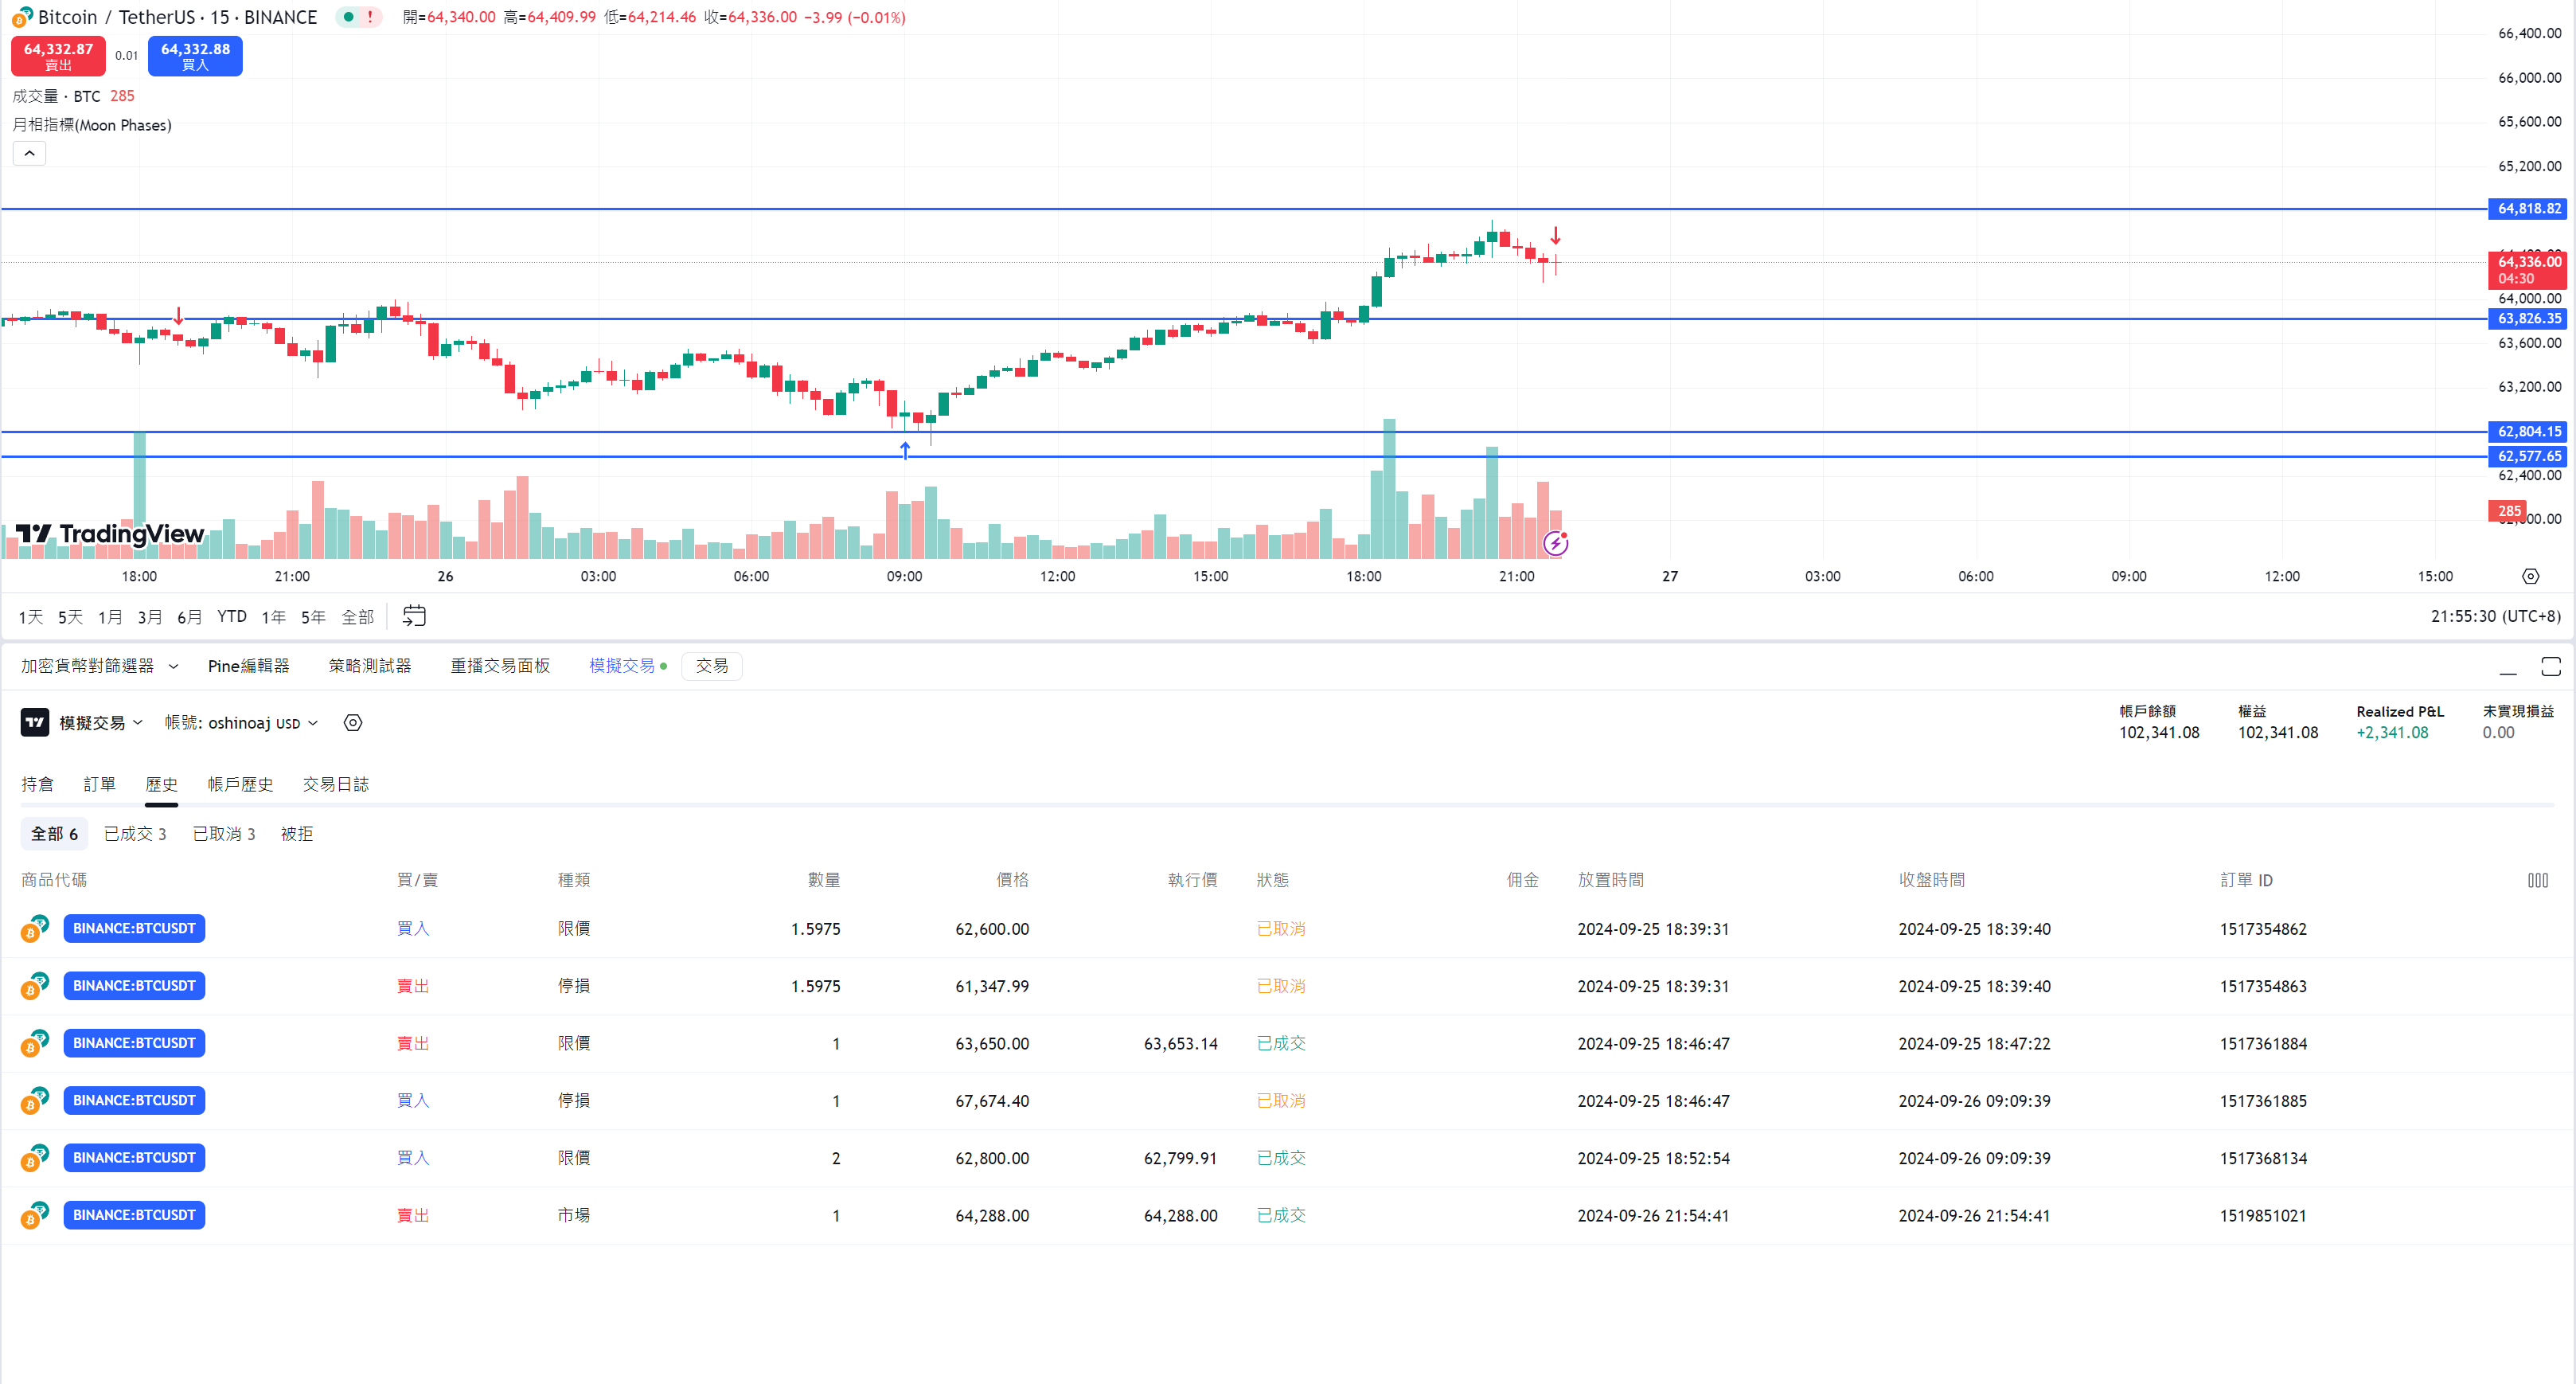 Bitcoin / TetherUS · 15 · BINANCE ! 開=64,340.00 高=64,409.99 低=64,214.46 收=64,336.00 −3.99 (−0.01%)
64,332.87 賣出 0.01 64,332.88 買入
成交量 · BTC 285
月相指標(Moon Phases)
66,400.00
66,000.00
65,600.00
65,200.00
64,818.82
64,336.00
04:30
64,000.00
63,826.35
63,600.00
63,200.00
62,804.15
62,577.65
62,400.00
285
TradingView
18:00 21:00 26 03:00 06:00 09:00 12:00 15:00 18:00 21:00 27 03:00 06:00 09:00 12:00 15:00
1天 5天 1月 3月 6月 YTD 1年 5年 全部 21:55:30 (UTC+8)
加密貨幣對篩選器 Pine編輯器 策略測試器 重播交易面板 模擬交易 交易
模擬交易 帳號: oshinoaj USD
帳戶餘額 權益 Realized P&L 未實現損益
102,341.08 102,341.08 +2,341.08 0.00
持倉 訂單 歷史 帳戶歷史 交易日誌
全部 6 已成交 3 已取消 3 被拒
商品代碼 買/賣 種類 數量 價格 執行價 狀態 佣金 放置時間 收盤時間 訂單 ID
BINANCE:BTCUSDT 買入 限價 1.5975 62,600.00 已取消 2024-09-25 18:39:31 2024-09-25 18:39:40 1517354862
BINANCE:BTCUSDT 賣出 停損 1.5975 61,347.99 已取消 2024-09-25 18:39:31 2024-09-25 18:39:40 1517354863
BINANCE:BTCUSDT 賣出 限價 1 63,650.00 63,653.14 已成交 2024-09-25 18:46:47 2024-09-25 18:47:22 1517361884
BINANCE:BTCUSDT 買入 停損 1 67,674.40 已取消 2024-09-25 18:46:47 2024-09-26 09:09:39 1517361885
BINANCE:BTCUSDT 買入 限價 2 62,800.00 62,799.91 已成交 2024-09-25 18:52:54 2024-09-26 09:09:39 1517368134
BINANCE:BTCUSDT 賣出 市場 1 64,288.00 64,288.00 已成交 2024-09-26 21:54:41 2024-09-26 21:54:41 1519851021